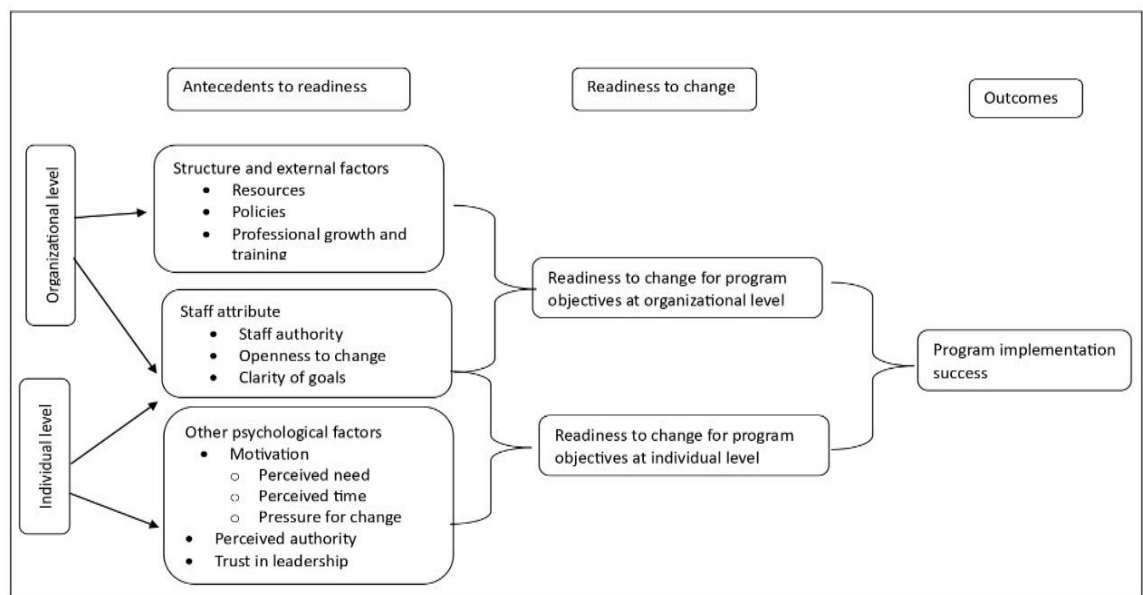 Antecedents to readiness
Readiness to change
Outcomes
Organizational level
Structure and external factors
• Resources
• Policies
• Professional growth and
training
Staff attribute
• Staff authority
• Openness to change
• Clarity of goals
Individual level
Other psychological factors
• Motivation
o Perceived need
o Perceived time
o Pressure for change
• Perceived authority
• Trust in leadership
Readiness to change for program
objectives at organizational level
Readiness to change for program
objectives at individual level
Program implementation
success